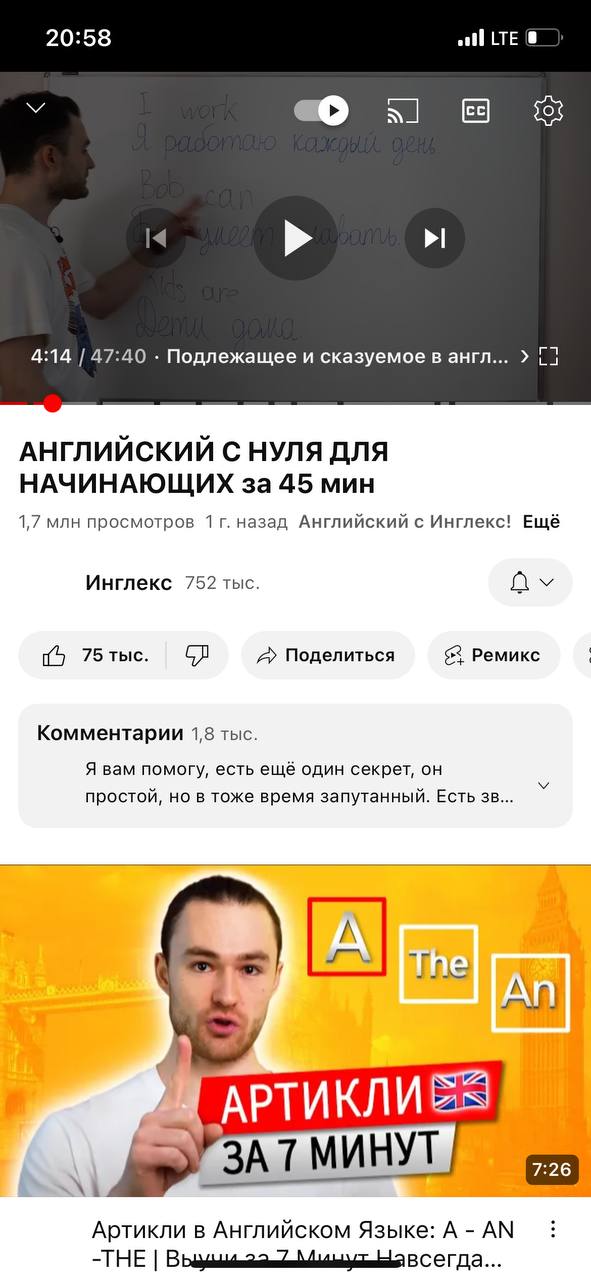 20:58
LTE
I work
CC
Я работаю каждый день
Bob can
умеет
Kids are
Дети дома
4:14 / 47:40 · Подлежащее и сказуемое в англ...
АНГЛИЙСКИЙ С НУЛЯ ДЛЯ
НАЧИНАЮЩИХ за 45 мин
1,7 млн просмотров 1 г. назад Английский с Инглекс! Ещё
Инглекс 752 тыс.
75 тыс.
Поделиться
Ремикс
Комментарии 1,8 тыс.
Я вам помогу, есть ещё один секрет, он
простой, но в тоже время запутанный. Есть зв...
A
The
An
АРТИКЛИ
ЗА 7 МИНУТ
7:26
Артикли в Английском Языке: A - AN
-THE | Выучи за 7 Минут Навсегда...